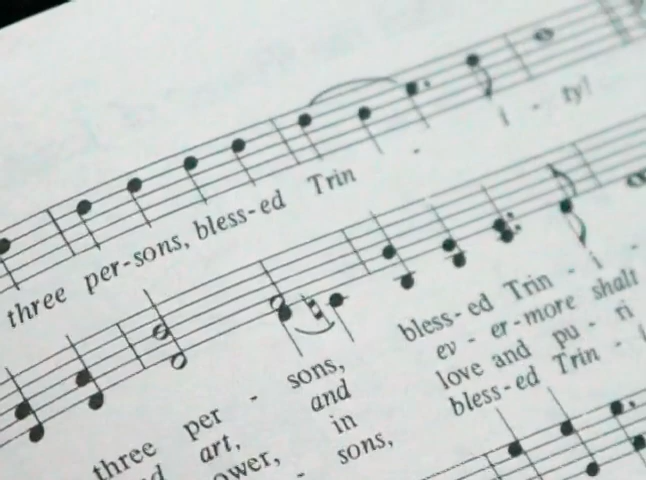 three per-sons, bless-ed Trin - i - ty!
three per - sons, bless-ed Trin - i -
art, and ev - er-more shalt
in love and pu - ri
sons, bless-ed Trin -